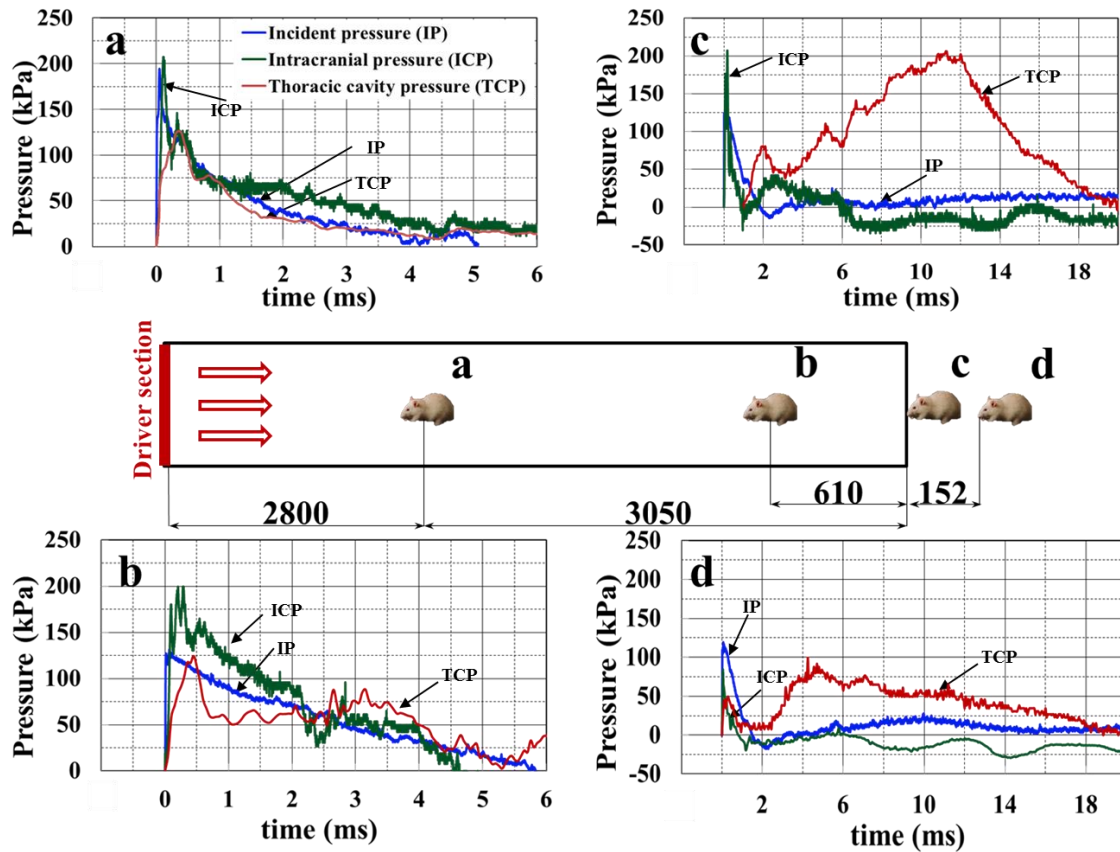 a
Incident pressure (IP)
Intracranial pressure (ICP)
Thoracic cavity pressure (TCP)
ICP
IP
TCP
Pressure (kPa)
250
200
150
100
50
0
0 1 2 3 4 5 6
time (ms)
c
ICP
TCP
IP
Pressure (kPa)
250
200
150
100
50
0
-50
2 6 10 14 18
time (ms)
Driver section
a
b
c
d
610
152
2800
3050
b
ICP
IP
TCP
Pressure (kPa)
250
200
150
100
50
0
0 1 2 3 4 5 6
time (ms)
d
IP
ICP
TCP
Pressure (kPa)
250
200
150
100
50
0
-50
2 6 10 14 18
time (ms)